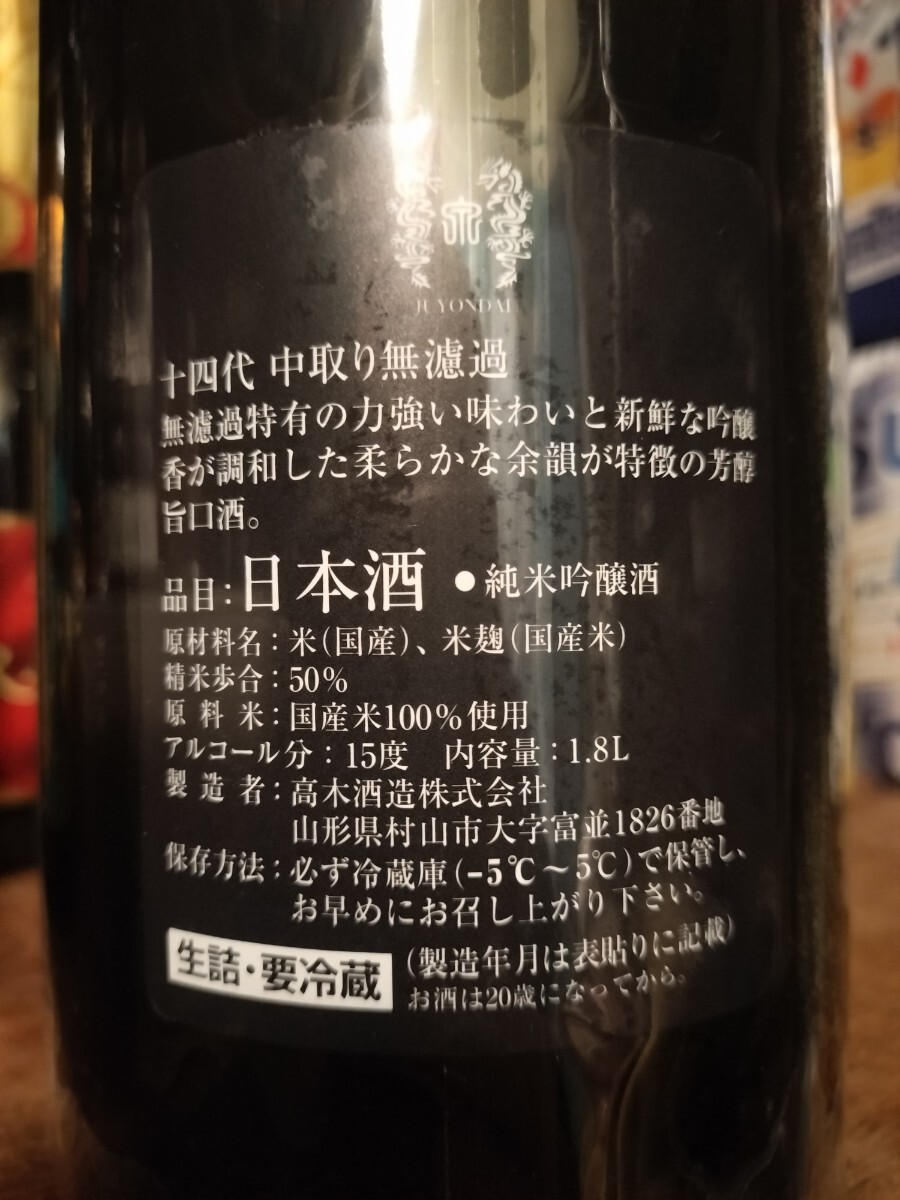 JUYONDAI
十四代 中取り無濾過
無濾過特有の力強い味わいと新鮮な吟醸
香が調和した柔らかな余韻が特徴の芳醇
旨口酒。
品目：日本酒 ●純米吟醸酒
原材料名：米（国産）、米麹（国産米）
精米歩合：50％
原料米：国産米100％使用
アルコール分：15度　内容量：1.8L
製造者：高木酒造株式会社
山形県村山市大字富並1826番地
保存方法：必ず冷蔵庫（-5℃～5℃）で保管し、
お早めにお召し上がり下さい。
生詰・要冷蔵
（製造年月は表貼りに記載）
お酒は20歳になってから。